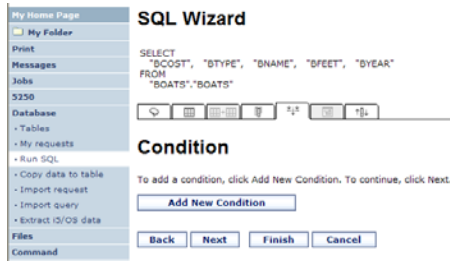 My Home Page
My Folder
Print
Messages
Jobs
5250
Database
• Tables
• My requests
• Run SQL
• Copy data to table
• Import request
• Import query
• Extract i5/OS data
Files
Command
SQL Wizard
SELECT
"BCOST", "BTYPE", "BNAME", "BFEET", "BYEAR"
FROM
"BOATS"."BOATS"
Condition
To add a condition, click Add New Condition. To continue, click Next.
Add New Condition
Back Next Finish Cancel